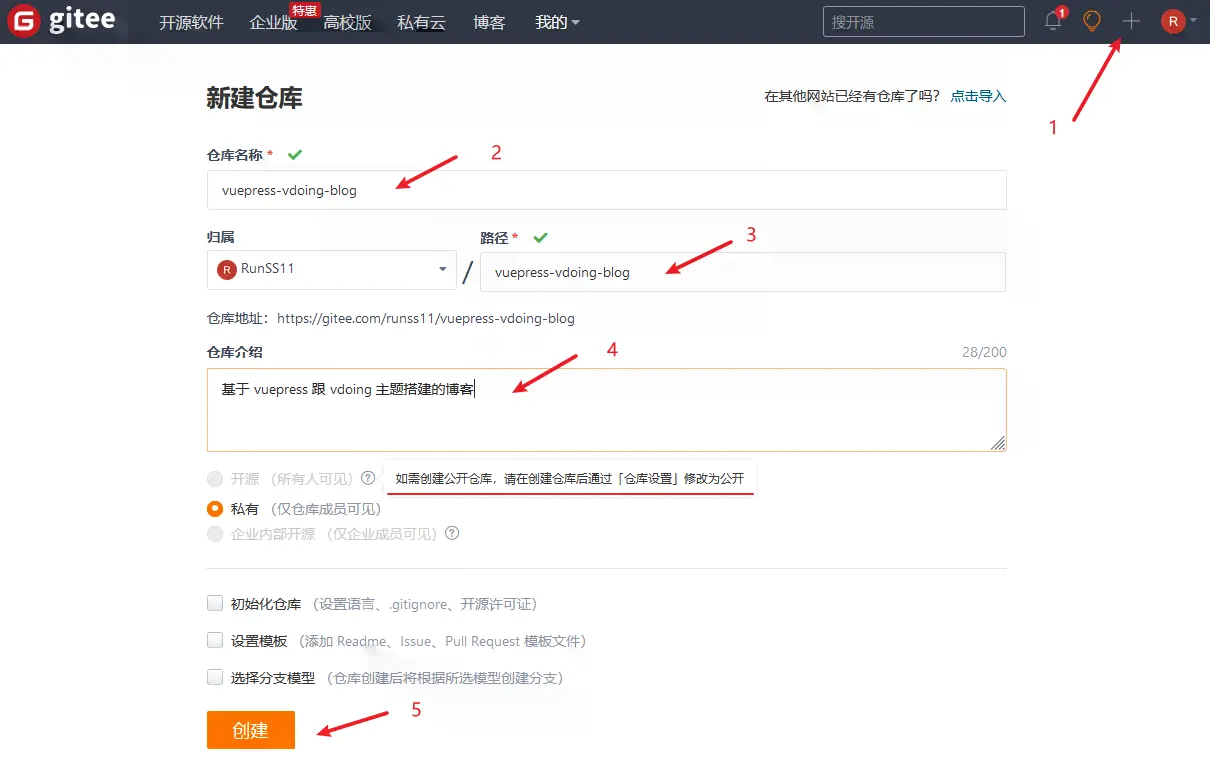 G gitee 开源软件 企业版 特惠 高校版 私有云 博客 我的 搜开源 1 R
1
新建仓库 在其他网站已经有仓库了吗? 点击导入
仓库名称 * 2
vuepress-vdoing-blog
归属 路径 * 3
R RunSS11 / vuepress-vdoing-blog
仓库地址：https://gitee.com/runss11/vuepress-vdoing-blog
仓库介绍 4 28/200
基于 vuepress 跟 vdoing 主题搭建的博客
开源 （所有人可见） ? 如需创建公开仓库，请在创建仓库后通过「仓库设置」修改为公开
私有 （仅仓库成员可见）
企业内部开源 （仅企业成员可见） ?
初始化仓库 （设置语言、.gitignore、开源许可证）
设置模板 （添加 Readme、Issue、Pull Request 模板文件）
选择分支模型 （仓库创建后将根据所选模型创建分支）
创建 5